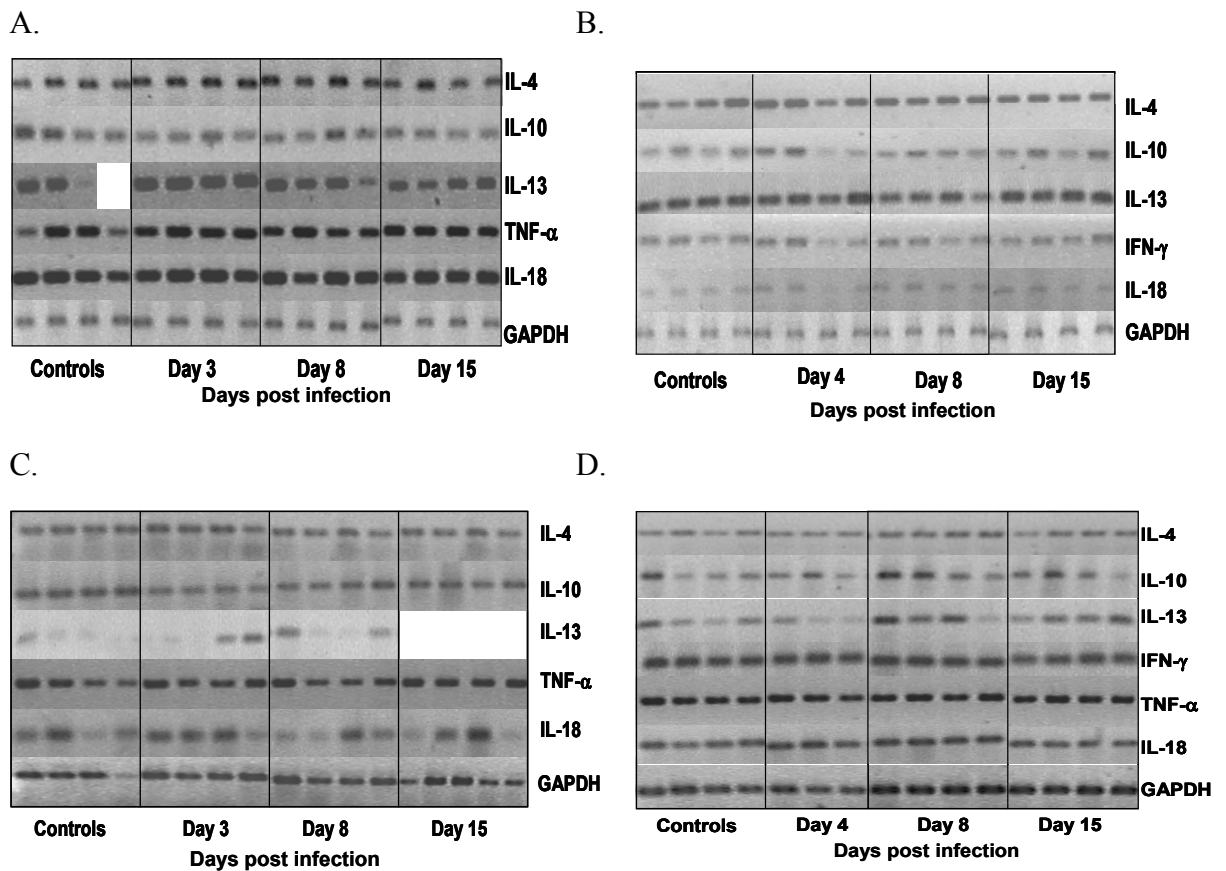 A.
IL-4
IL-10
IL-13
TNF-α
IL-18
GAPDH
Controls Day 3 Day 8 Day 15
Days post infection
B.
IL-4
IL-10
IL-13
IFN-γ
IL-18
GAPDH
Controls Day 4 Day 8 Day 15
Days post infection
C.
IL-4
IL-10
IL-13
TNF-α
IL-18
GAPDH
Controls Day 3 Day 8 Day 15
Days post infection
D.
IL-4
IL-10
IL-13
IFN-γ
TNF-α
IL-18
GAPDH
Controls Day 4 Day 8 Day 15
Days post infection